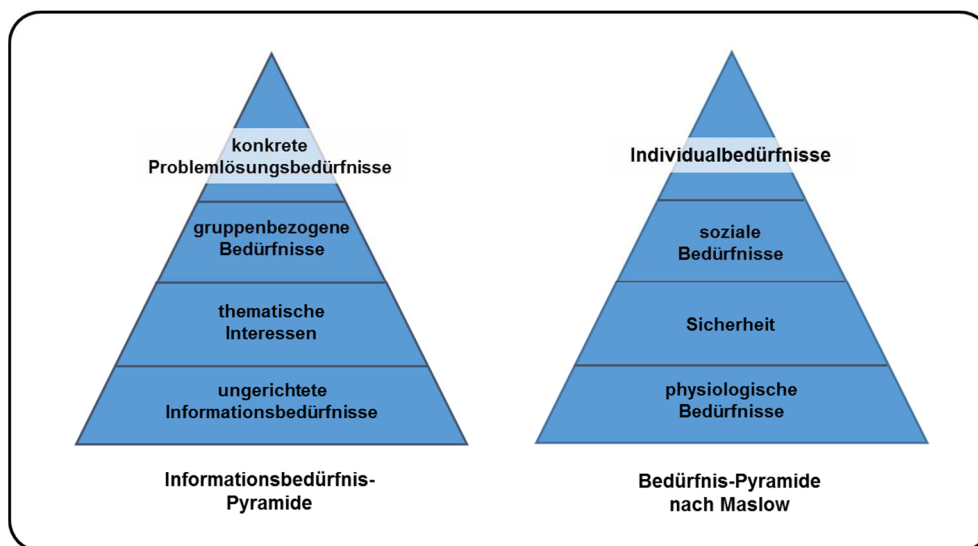 konkrete
Problemlösungsbedürfnisse
gruppenbezogene
Bedürfnisse
thematische
Interessen
ungerichtete
Informationsbedürfnisse
Informationsbedürfnis-
Pyramide
Individualbedürfnisse
soziale
Bedürfnisse
Sicherheit
physiologische
Bedürfnisse
Bedürfnis-Pyramide
nach Maslow